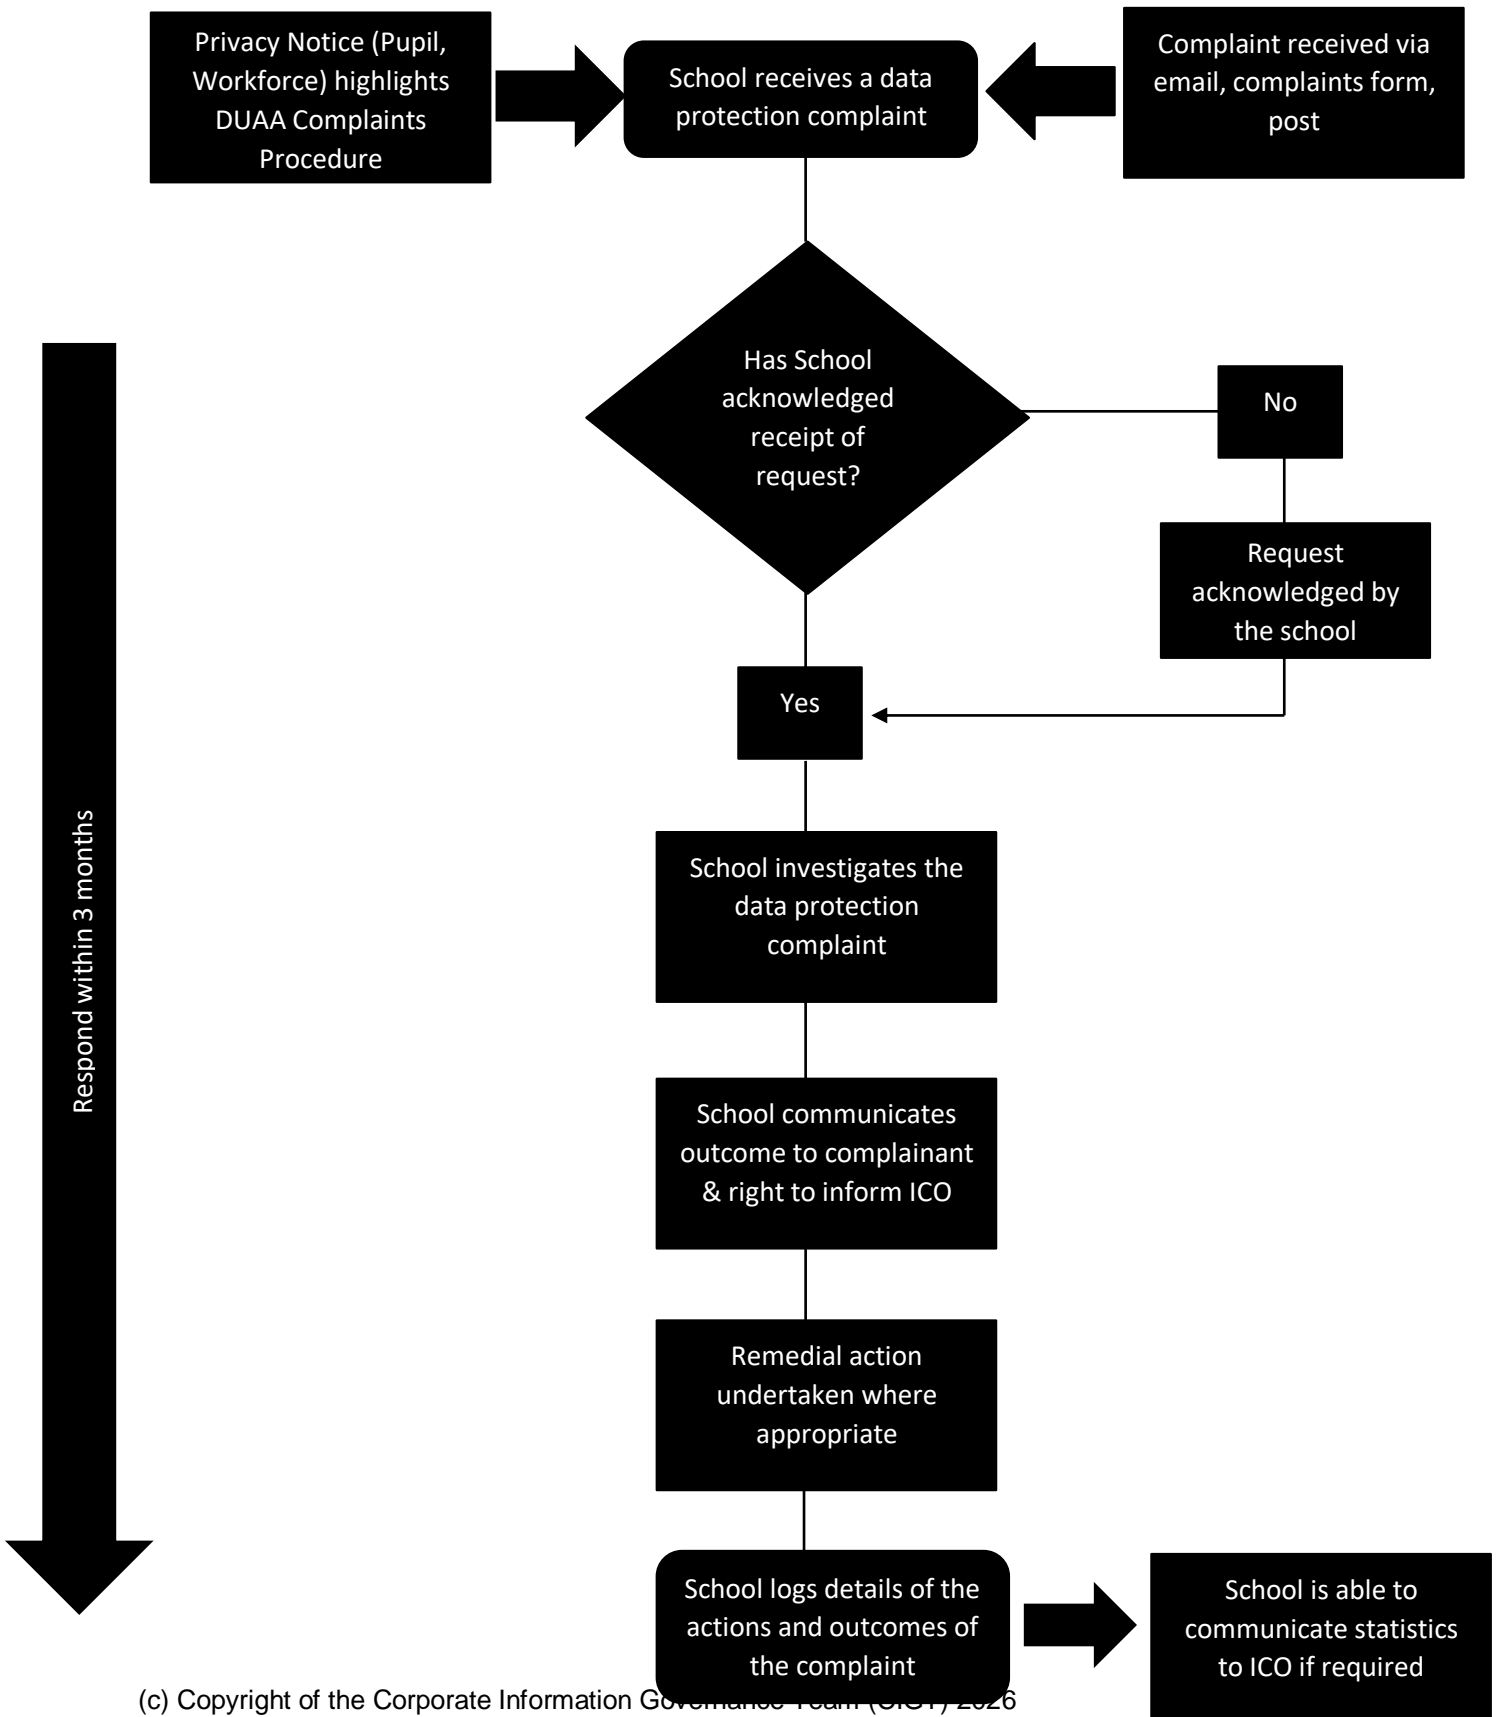 Privacy Notice (Pupil,
Workforce) highlights
DUAA Complaints
Procedure
School receives a data
protection complaint
Complaint received via
email, complaints form,
post
Has School
acknowledged
receipt of
request?
No
Request
acknowledged by
the school
Yes
Respond within 3 months
School investigates the
data protection
complaint
School communicates
outcome to complainant
& right to inform ICO
Remedial action
undertaken where
appropriate
School logs details of the
actions and outcomes of
the complaint
School is able to
communicate statistics
to ICO if required
(c) Copyright of the Corporate Information Governance Team (CIGT) 2026